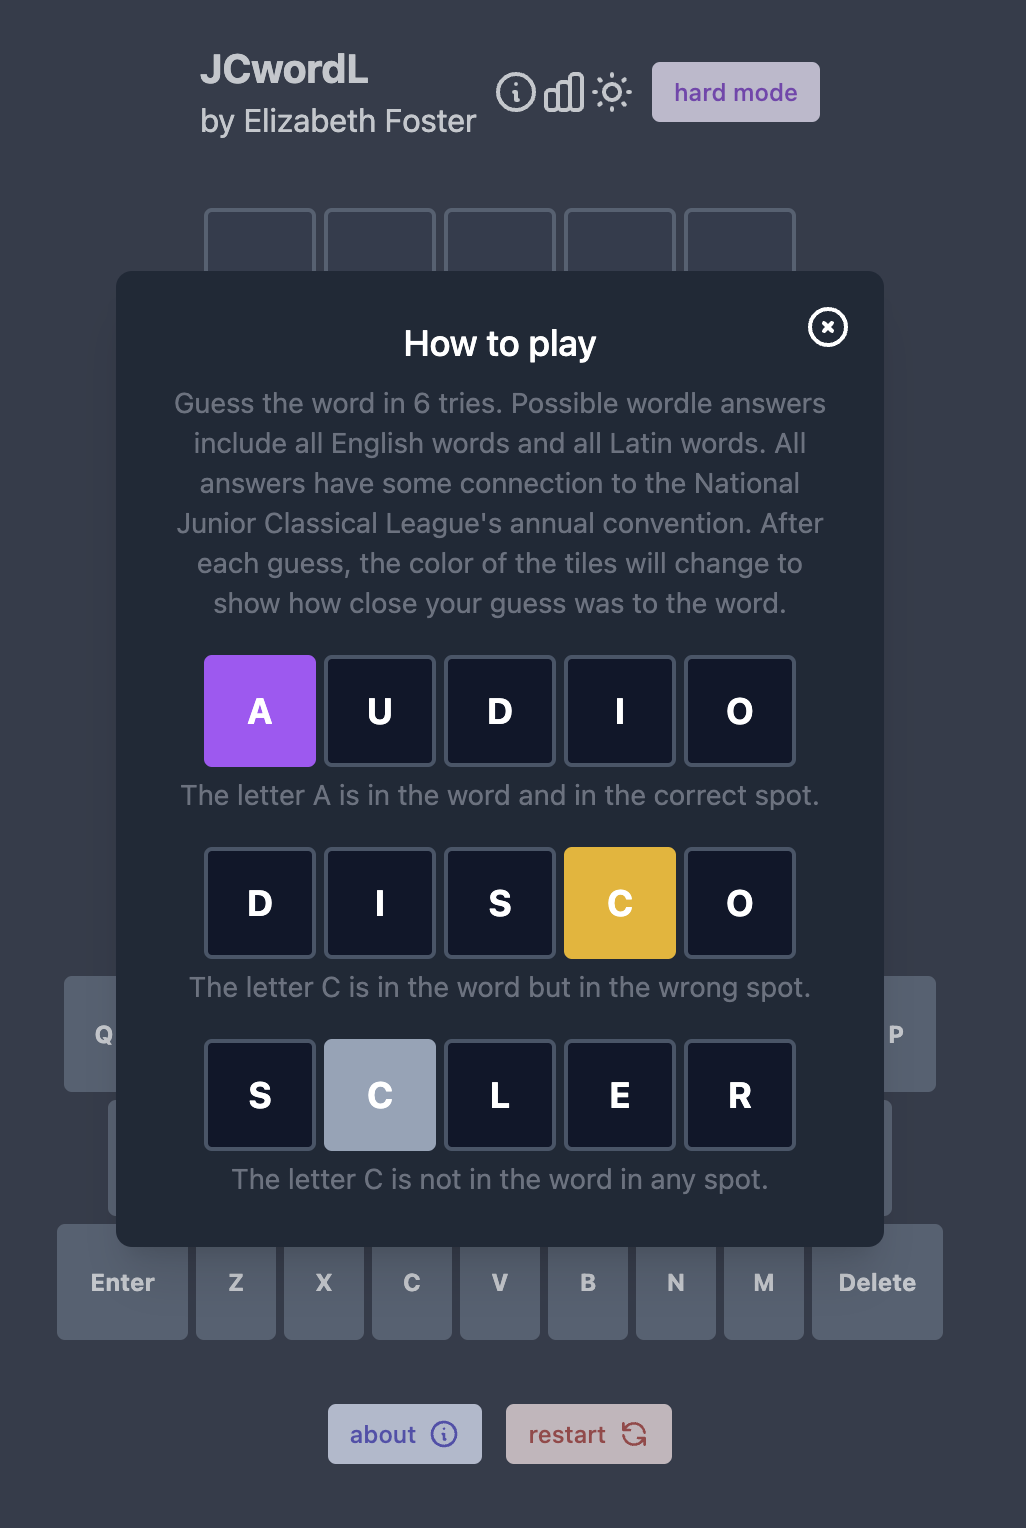 JCwordL
by Elizabeth Foster
hard mode
How to play
Guess the word in 6 tries. Possible wordle answers
include all English words and all Latin words. All
answers have some connection to the National
Junior Classical League's annual convention. After
each guess, the color of the tiles will change to
show how close your guess was to the word.
A U D I O
The letter A is in the word and in the correct spot.
D I S C O
The letter C is in the word but in the wrong spot.
S C L E R
The letter C is not in the word in any spot.
Q P
Enter Z X C V B N M Delete
about restart